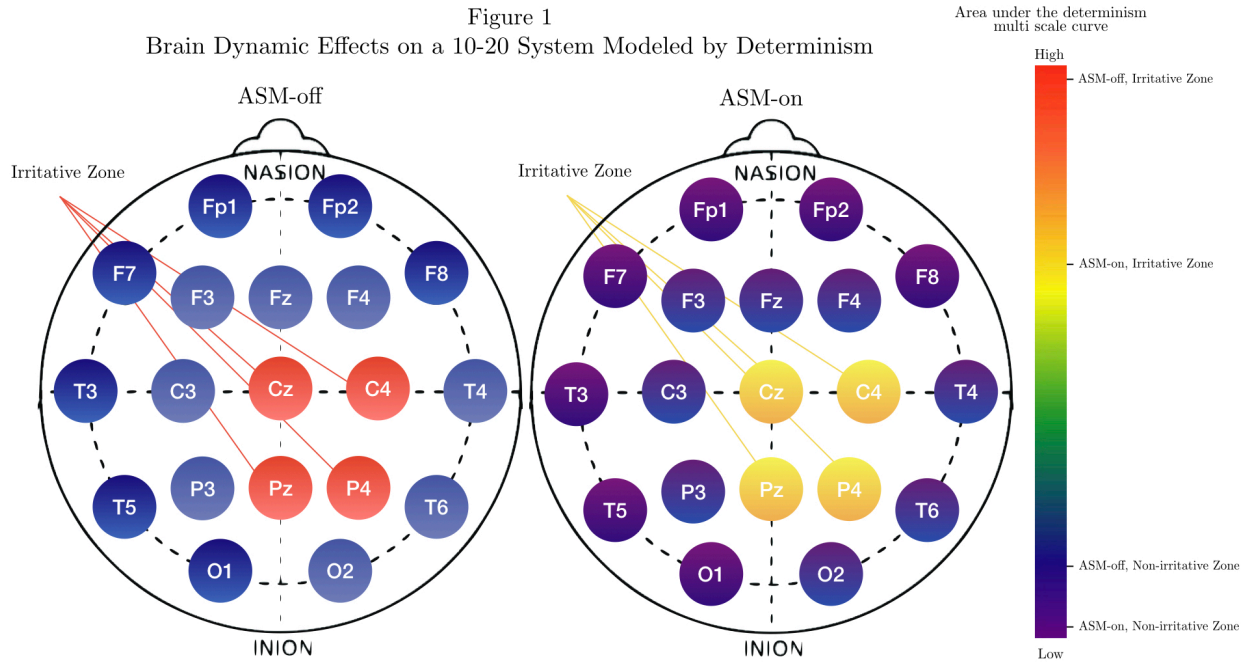 Figure 1
Brain Dynamic Effects on a 10-20 System Modeled by Determinism
ASM-off
Irritative Zone
NASION
Fp1 Fp2
F7 F3 Fz F4 F8
T3 C3 Cz C4 T4
T5 P3 Pz P4 T6
O1 O2
INION
ASM-on
Irritative Zone
NASION
Fp1 Fp2
F7 F3 Fz F4 F8
T3 C3 Cz C4 T4
T5 P3 Pz P4 T6
O1 O2
INION
Area under the determinism
multi scale curve
High
ASM-off, Irritative Zone
ASM-on, Irritative Zone
ASM-off, Non-irritative Zone
ASM-on, Non-irritative Zone
Low